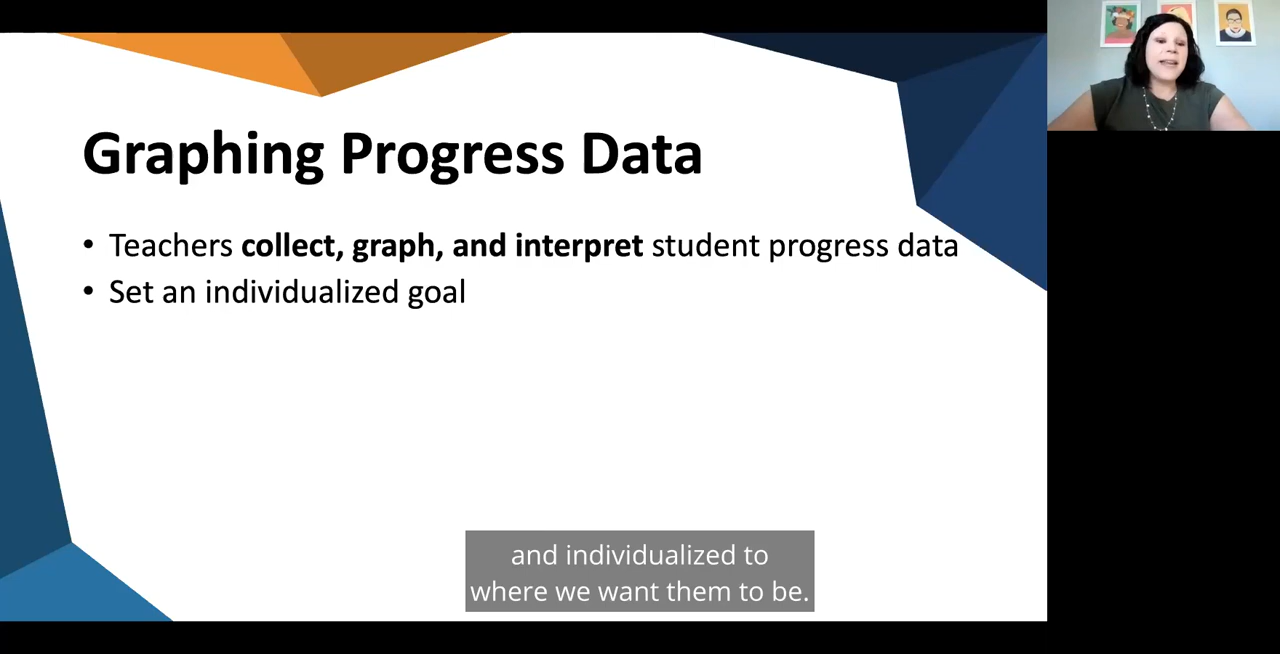 Graphing Progress Data
• Teachers collect, graph, and interpret student progress data
• Set an individualized goal
and individualized to
where we want them to be.